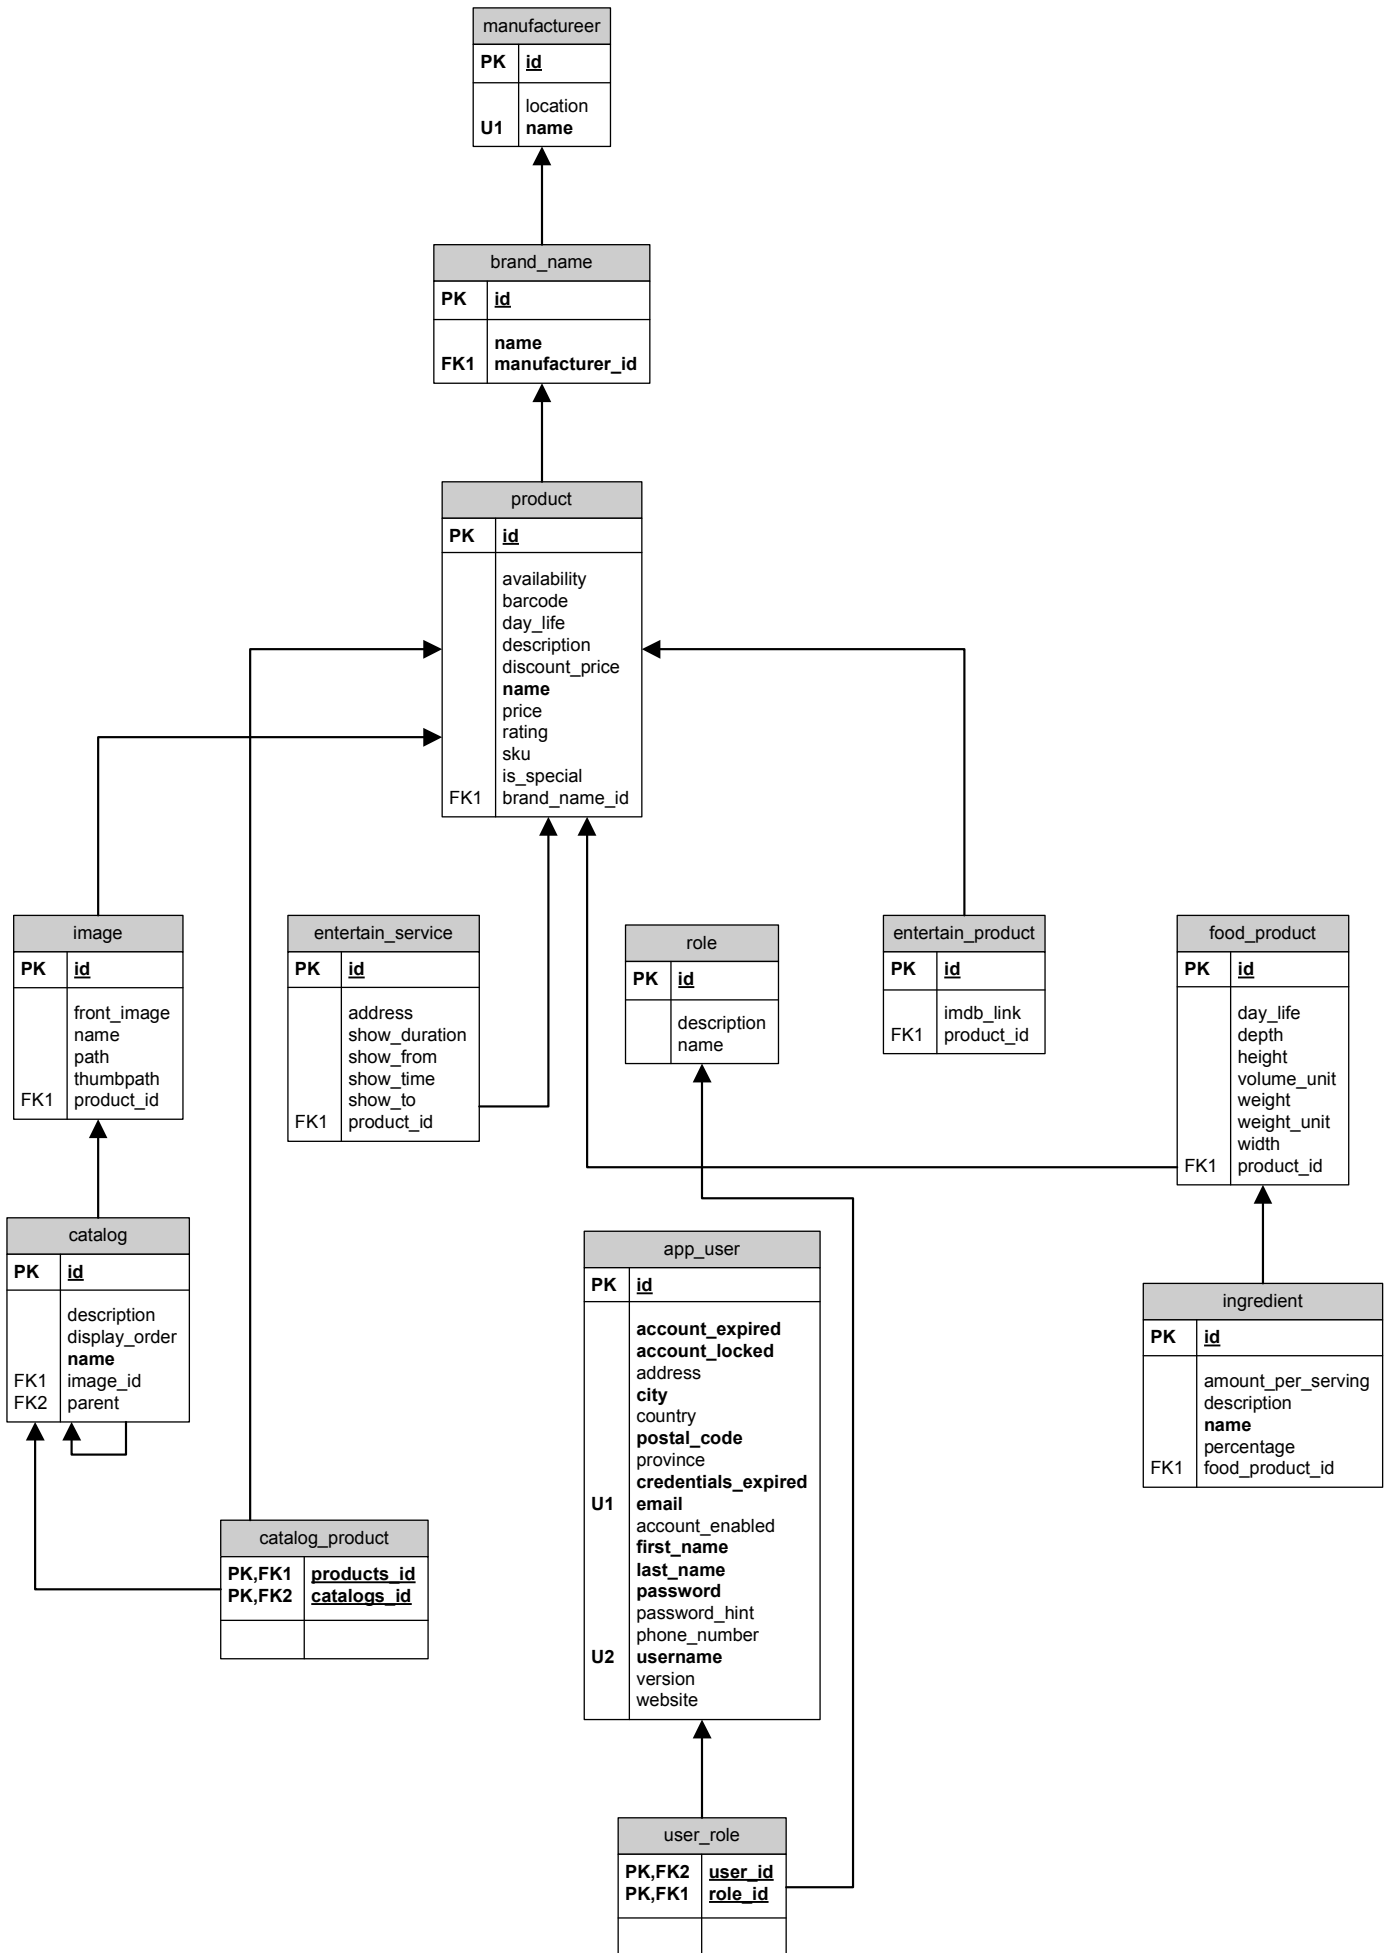 manufactureer
PK id
location
U1 name
brand_name
PK id
name
FK1 manufacturer_id
product
PK id
availability
barcode
day_life
description
discount_price
name
price
rating
sku
is_special
FK1 brand_name_id
image
PK id
front_image
name
path
thumbpath
FK1 product_id
entertain_service
PK id
address
show_duration
show_from
show_time
show_to
FK1 product_id
role
PK id
description
name
entertain_product
PK id
imdb_link
FK1 product_id
food_product
PK id
day_life
depth
height
volume_unit
weight
weight_unit
width
FK1 product_id
catalog
PK id
description
display_order
name
FK1 image_id
FK2 parent
app_user
PK id
account_expired
account_locked
address
city
country
postal_code
province
credentials_expired
U1 email
account_enabled
first_name
last_name
password
password_hint
phone_number
U2 username
version
website
ingredient
PK id
amount_per_serving
description
name
percentage
FK1 food_product_id
catalog_product
PK,FK1 products_id
PK,FK2 catalogs_id
user_role
PK,FK2 user_id
PK,FK1 role_id